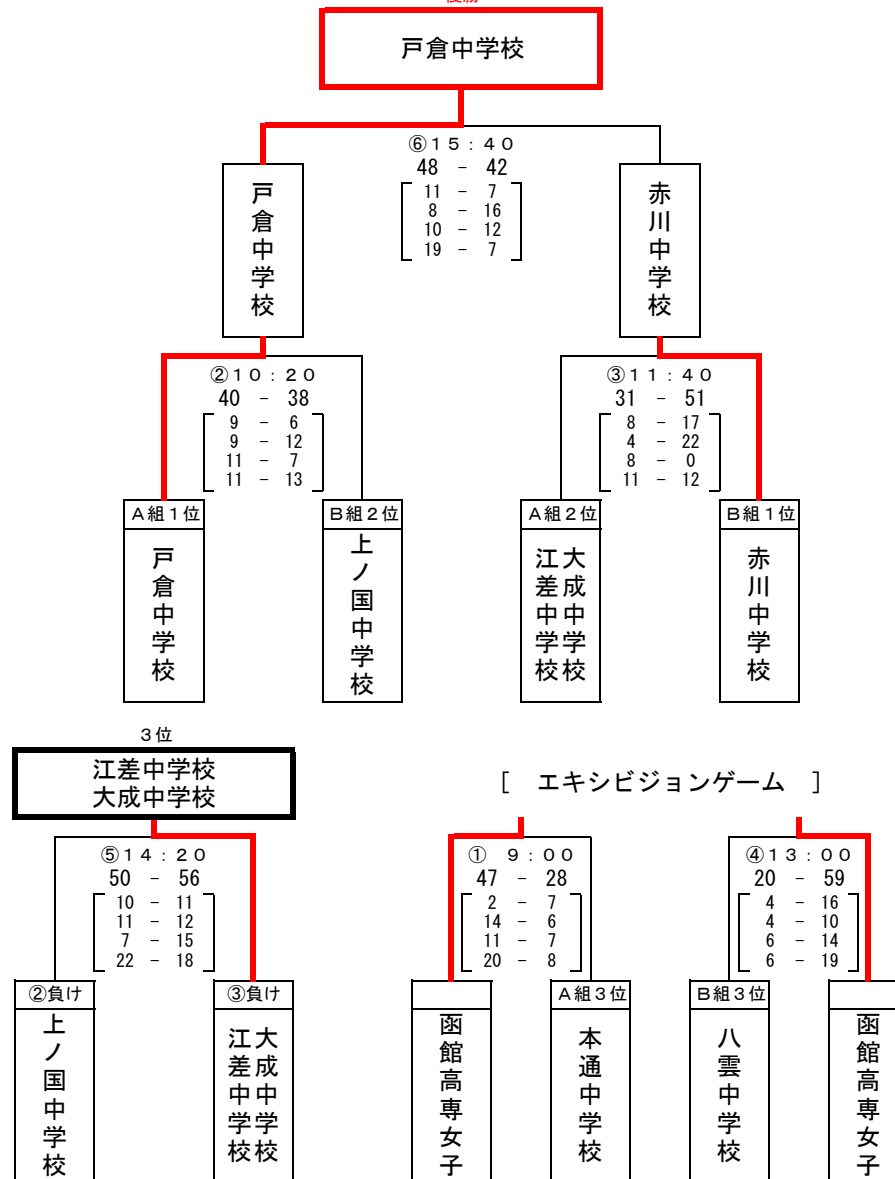 戸倉中学校
⑥15:40
48 - 42
11 - 7
8 - 16
10 - 12
19 - 7
戸倉中学校
赤川中学校
②10:20
40 - 38
9 - 6
9 - 12
11 - 7
11 - 13
③11:40
31 - 51
8 - 17
4 - 22
8 - 0
11 - 12
A組1位
戸倉中学校
B組2位
上ノ国中学校
A組2位
江差中学校
大成中学校
B組1位
赤川中学校
3位
江差中学校
大成中学校
[ エキシビジョンゲーム ]
⑤14:20
50 - 56
10 - 11
11 - 12
7 - 15
22 - 18
① 9:00
47 - 28
2 - 7
14 - 6
11 - 7
20 - 8
④13:00
20 - 59
4 - 16
4 - 10
6 - 14
6 - 19
②負け
上ノ国中学校
③負け
江差中学校
大成中学校
函館高専女子
A組3位
本通中学校
B組3位
八雲中学校
函館高専女子